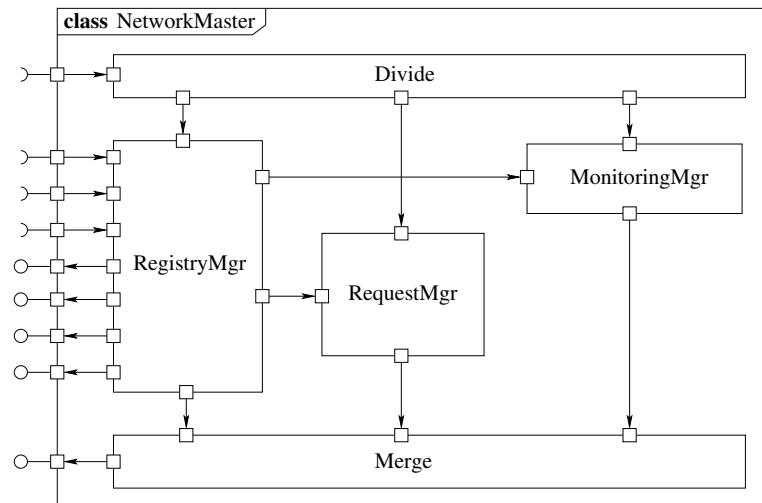 class NetworkMaster
Divide
MonitoringMgr
RegistryMgr
RequestMgr
Merge